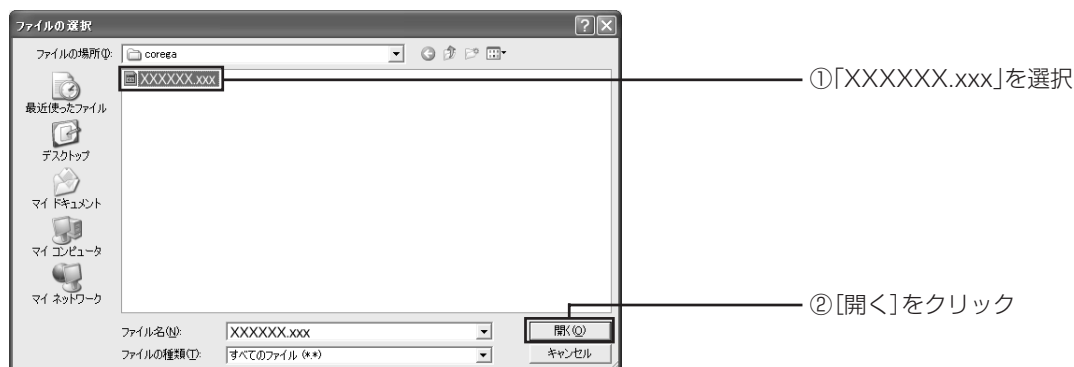 ファイルの選択
ファイルの場所(I): corega
XXXXXX.xxx
①「XXXXXX.xxx」を選択
最近使ったファイル
デスクトップ
マイ ドキュメント
マイ コンピュータ
マイ ネットワーク
②[開く]をクリック
ファイル名(N): XXXXXX.xxx 開く(O)
ファイルの種類(T): すべてのファイル (*.*) キャンセル